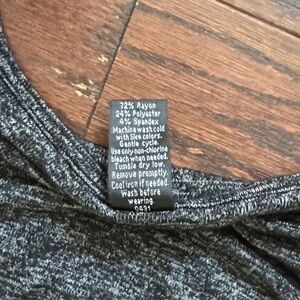 72% Rayon
24% Polyester
4% Spandex
Machine wash cold
with like colors.
Gentle cycle.
Use only non-chlorine
bleach when needed.
Tumble dry low.
Remove promptly.
Cool iron if needed.
Wash before
wearing.